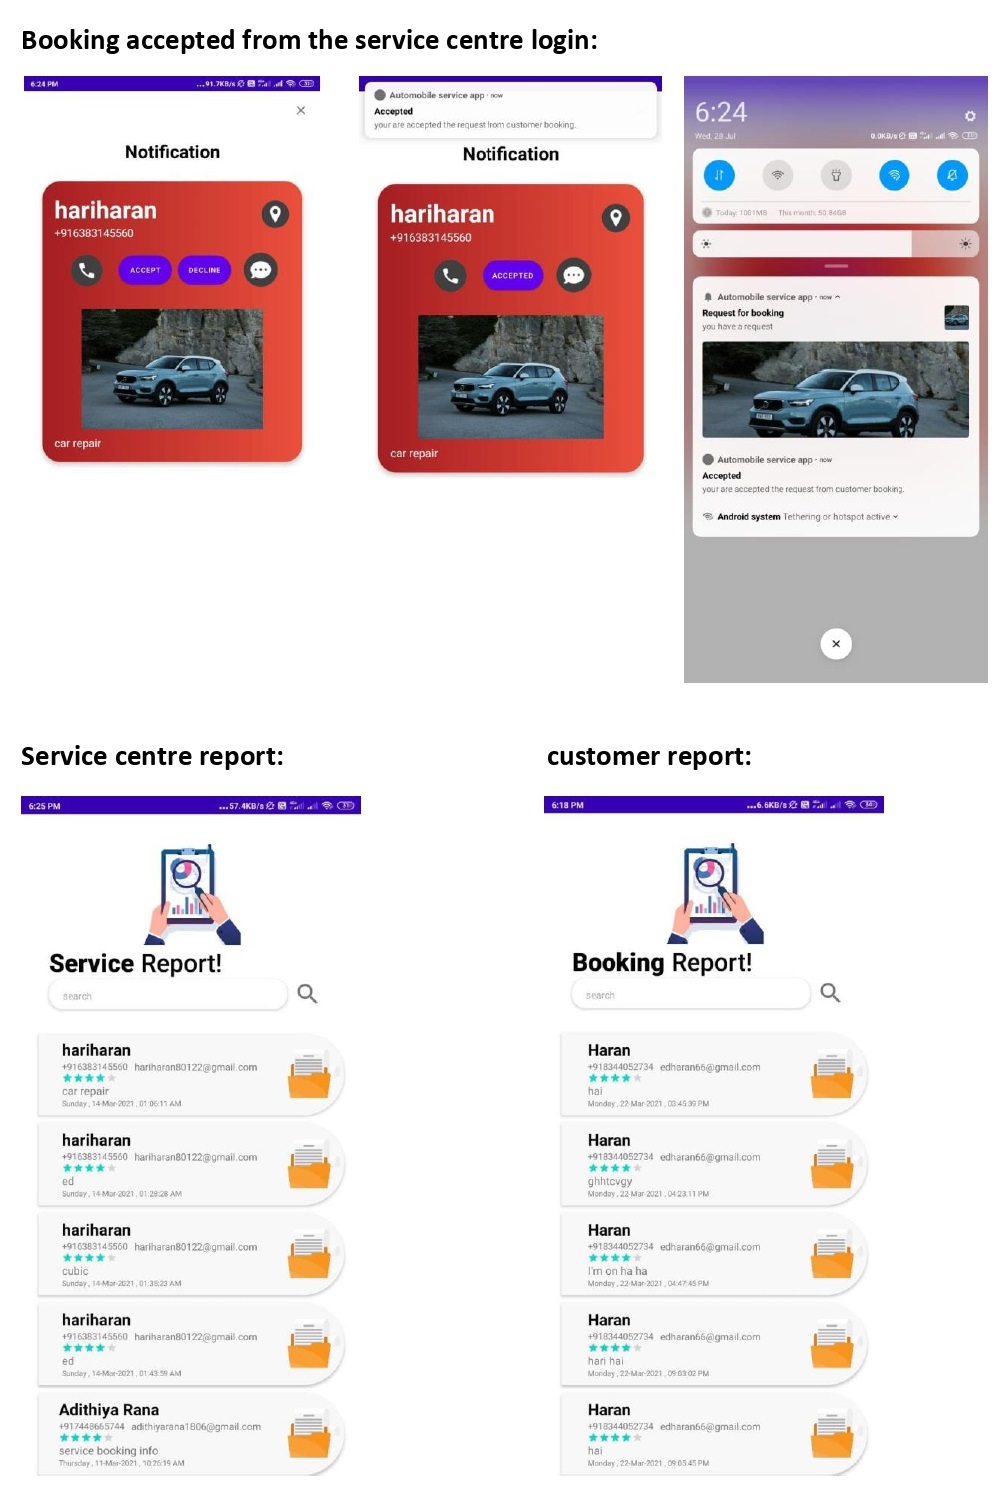 Booking accepted from the service centre login:
6:24 PM ...91.7KB/s
Notification
hariharan
+916383145560
ACCEPT DECLINE
car repair
Automobile service app · now
Accepted
your are accepted the request from customer booking.
Notification
hariharan
+916383145560
ACCEPTED
car repair
6:24
Wed, 28 Jul 0.0KB/s
Today: 1001MB This month: 50.84GB
Automobile service app · now
Request for booking
you have a request
Automobile service app · now
Accepted
your are accepted the request from customer booking.
Android system Tethering or hotspot active
Service centre report:
6:25 PM ...57.4KB/s
Service Report!
search
hariharan
+916383145560 hariharan80122@gmail.com
car repair
Sunday , 14-Mar-2021 , 01:06:11 AM
hariharan
+916383145560 hariharan80122@gmail.com
ed
Sunday , 14-Mar-2021 , 01:28:28 AM
hariharan
+916383145560 hariharan80122@gmail.com
cubic
Sunday , 14-Mar-2021 , 01:35:22 AM
hariharan
+916383145560 hariharan80122@gmail.com
ed
Sunday , 14-Mar-2021 , 01:43:59 AM
Adithiya Rana
+917448665744 adithiyarana1806@gmail.com
service booking info
Thursday , 11-Mar-2021 , 10:26:19 AM
customer report:
6:18 PM ...6.6KB/s
Booking Report!
search
Haran
+918344052734 edharan66@gmail.com
hai
Monday , 22-Mar-2021 , 03:45:39 PM
Haran
+918344052734 edharan66@gmail.com
ghhtcvgy
Monday , 22-Mar-2021 , 04:23:11 PM
Haran
+918344052734 edharan66@gmail.com
I'm on ha ha
Monday , 22-Mar-2021 , 04:47:45 PM
Haran
+918344052734 edharan66@gmail.com
hari hai
Monday , 22-Mar-2021 , 09:03:02 PM
Haran
+918344052734 edharan66@gmail.com
hai
Monday , 22-Mar-2021 , 09:05:45 PM